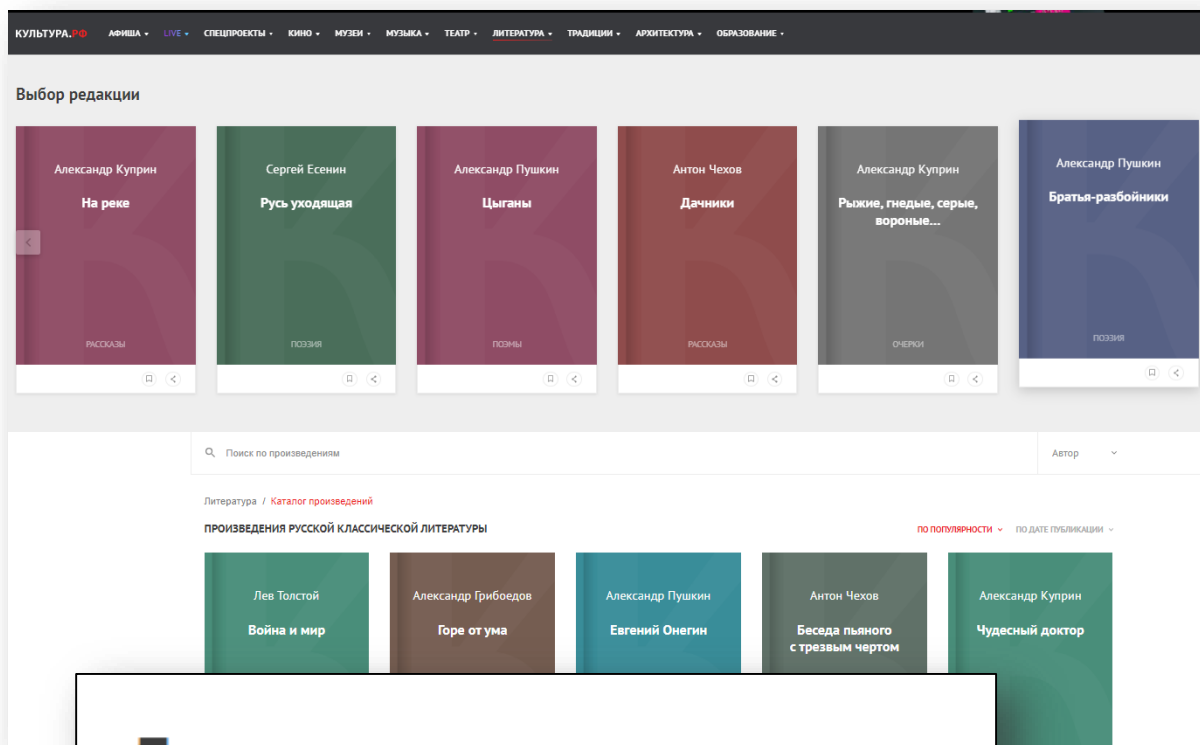 КУЛЬТУРА.РФ АФИША LIVE СПЕЦПРОЕКТЫ КИНО МУЗЕИ МУЗЫКА ТЕАТР ЛИТЕРАТУРА ТРАДИЦИИ АРХИТЕКТУРА ОБРАЗОВАНИЕ
Выбор редакции
Александр Куприн
На реке
РАССКАЗЫ
Сергей Есенин
Русь уходящая
ПОЭЗИЯ
Александр Пушкин
Цыганы
ПОЭМЫ
Антон Чехов
Дачники
РАССКАЗЫ
Александр Куприн
Рыжие, гнедые, серые,
вороные...
ОЧЕРКИ
Александр Пушкин
Братья-разбойники
ПОЭЗИЯ
Поиск по произведениям Автор
Литература / Каталог произведений
ПРОИЗВЕДЕНИЯ РУССКОЙ КЛАССИЧЕСКОЙ ЛИТЕРАТУРЫ ПО ПОПУЛЯРНОСТИ ПО ДАТЕ ПУБЛИКАЦИИ
Лев Толстой
Война и мир
Александр Грибоедов
Горе от ума
Александр Пушкин
Евгений Онегин
Антон Чехов
Беседа пьяного
с трезвым чертом
Александр Куприн
Чудесный доктор